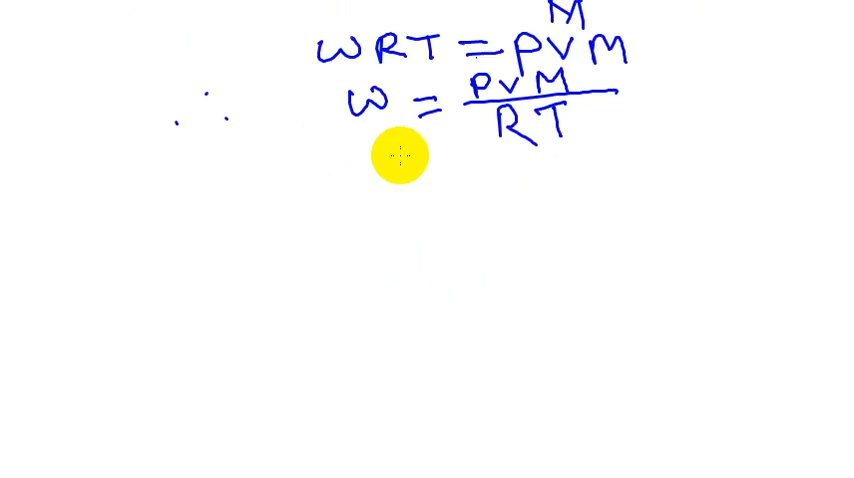 M
WRT = PVM
∴ W = PVM
RT